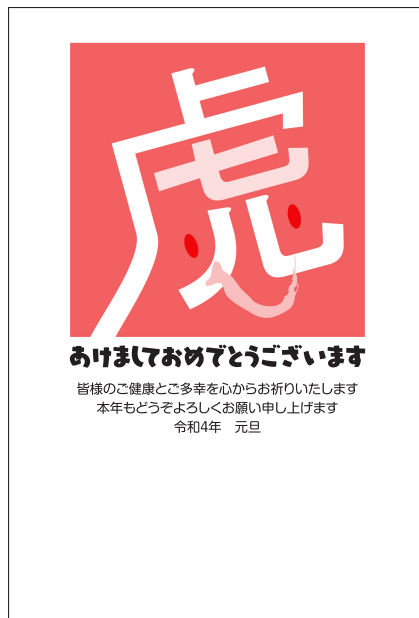 虎
あけましておめでとうございます
皆様のご健康とご多幸を心からお祈りいたします
本年もどうぞよろしくお願い申し上げます
令和4年　元旦